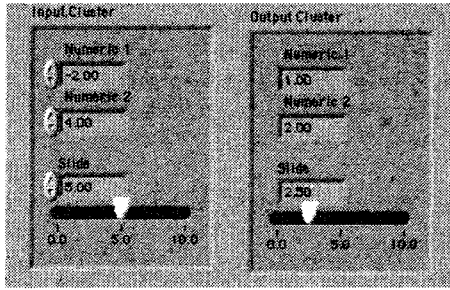 Input Cluster
Numeric 1
-2.00
Numeric 2
4.00
Slide
5.00
0.0 5.0 10.0
Output Cluster
Numeric 1
1.00
Numeric 2
2.00
Slide
2.50
0.0 5.0 10.0